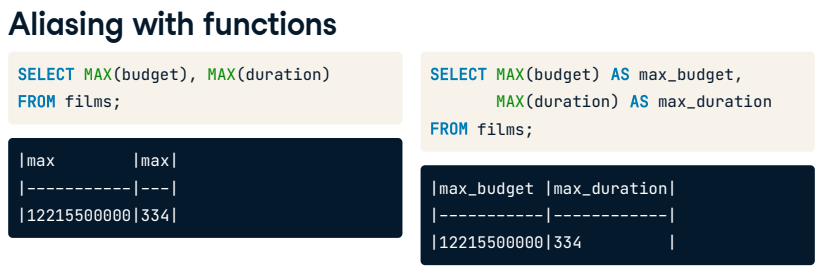 Aliasing with functions
SELECT MAX(budget), MAX(duration)
FROM films;
|max        |max|
|-----------|---|
|12215500000|334|
SELECT MAX(budget) AS max_budget,
       MAX(duration) AS max_duration
FROM films;
|max_budget |max_duration|
|-----------|------------|
|12215500000|334         |